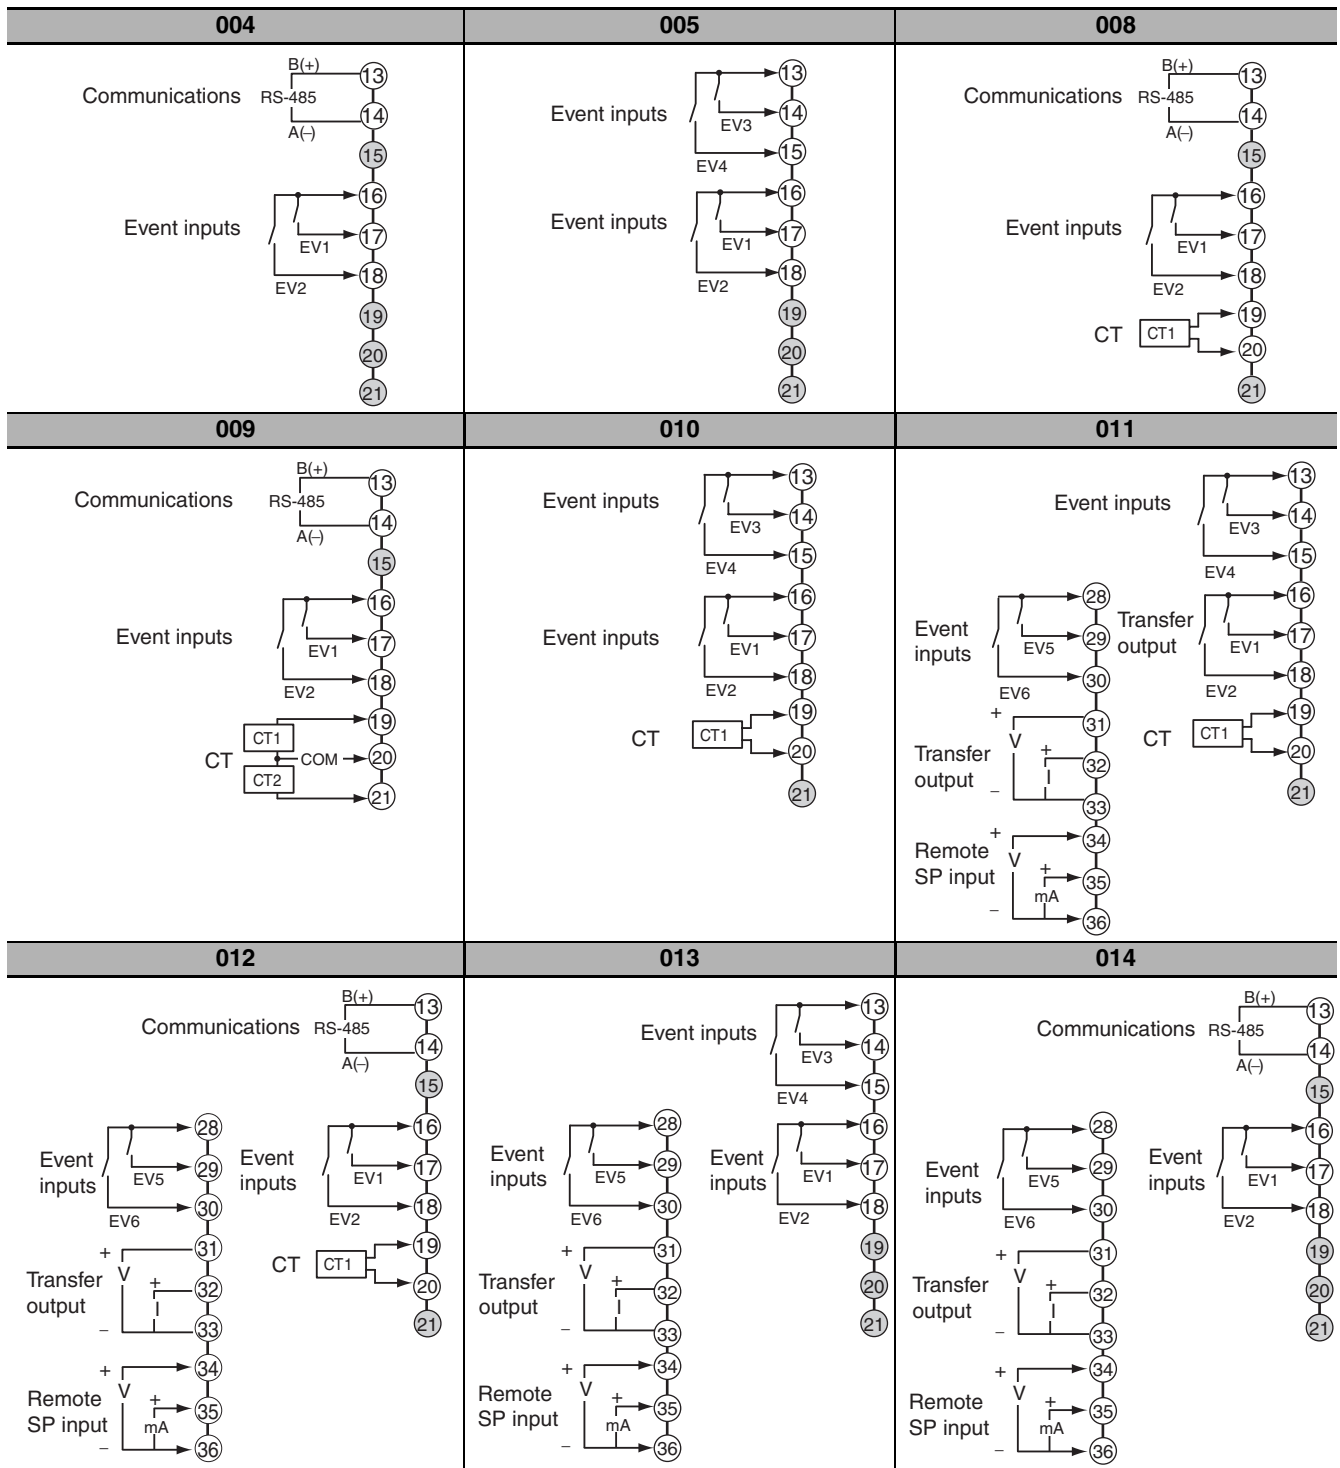 004
B(+)
13
Communications RS-485
14
A(–)
15
16
Event inputs
17
EV1
18
EV2
19
20
21
005
13
Event inputs
14
EV3
15
EV4
16
Event inputs
17
EV1
18
EV2
19
20
21
008
B(+)
13
Communications RS-485
14
A(–)
15
16
Event inputs
17
EV1
18
EV2
19
CT CT1
20
21
009
B(+)
13
Communications RS-485
14
A(–)
15
16
Event inputs
17
EV1
18
EV2
19
CT1
CT COM 20
CT2
21
010
13
Event inputs
14
EV3
15
EV4
16
Event inputs
17
EV1
18
EV2
19
CT CT1
20
21
011
13
Event inputs
14
EV3
15
EV4
16
Transfer
output
17
EV1
18
EV2
19
CT CT1
20
21
28
Event
inputs
29
EV5
30
EV6
+
31
V
+
Transfer
output
32
I
–
33
+
34
V
Remote
SP input
+
35
mA
–
36
012
B(+)
13
Communications RS-485
14
A(–)
15
16
Event
inputs
17
EV1
18
EV2
19
CT CT1
20
21
28
Event
inputs
29
EV5
30
EV6
31
+
V
Transfer
output
+
32
I
–
33
34
+
V
Remote
SP input
+
35
mA
–
36
013
13
Event inputs
14
EV3
15
EV4
16
Event
inputs
17
EV1
18
EV2
19
20
21
28
Event
inputs
29
EV5
30
EV6
31
+
V
Transfer
output
+
32
I
–
33
34
+
V
Remote
SP input
+
35
mA
–
36
014
B(+)
13
Communications RS-485
14
A(–)
15
16
Event
inputs
17
EV1
18
EV2
19
20
21
28
Event
inputs
29
EV5
30
EV6
31
+
V
Transfer
output
+
32
I
–
33
34
+
V
Remote
SP input
+
35
mA
–
36